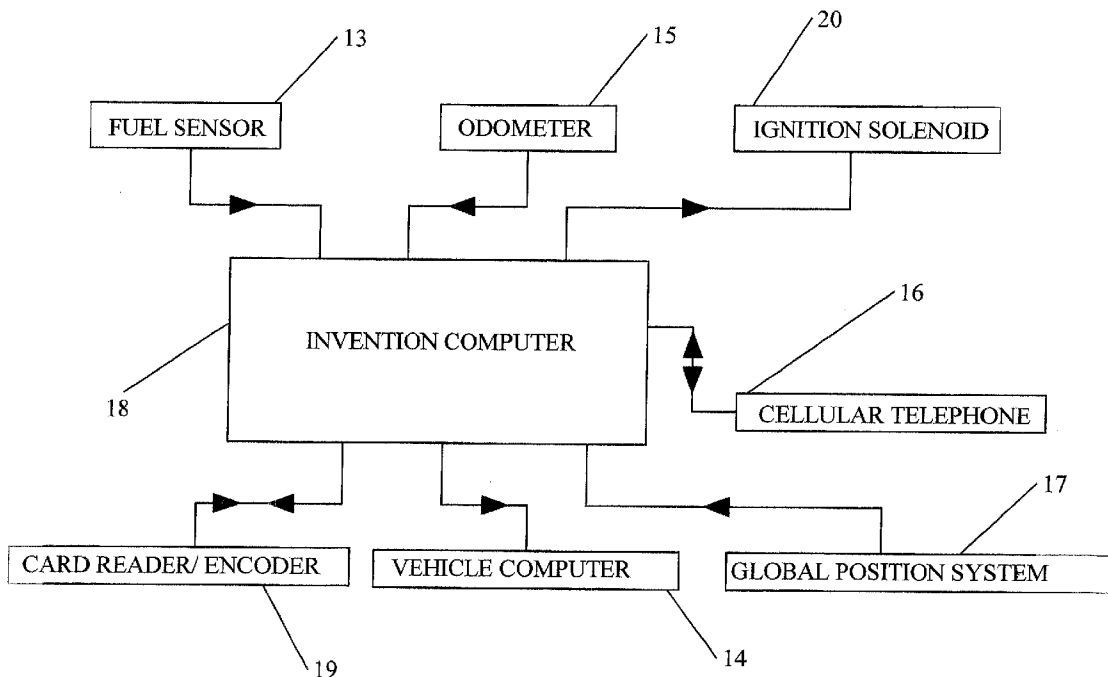 13
15
20
FUEL SENSOR
ODOMETER
IGNITION SOLENOID
16
INVENTION COMPUTER
18
CELLULAR TELEPHONE
17
CARD READER/ ENCODER
VEHICLE COMPUTER
GLOBAL POSITION SYSTEM
19
14